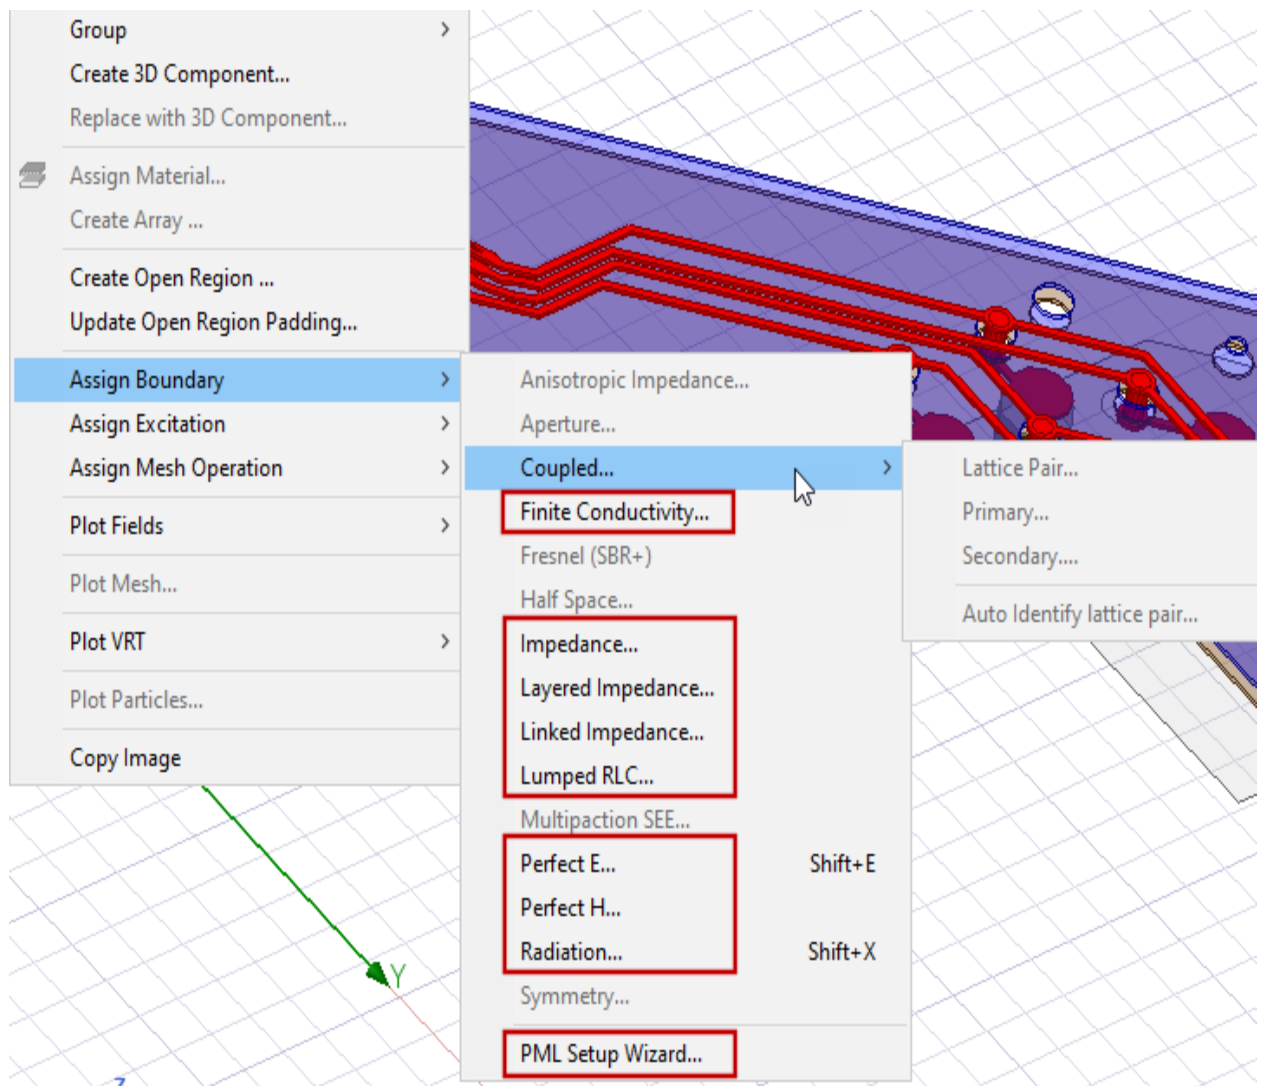 Group
Create 3D Component...
Replace with 3D Component...
Assign Material...
Create Array ...
Create Open Region ...
Update Open Region Padding...
Assign Boundary
Assign Excitation
Assign Mesh Operation
Plot Fields
Plot Mesh...
Plot VRT
Plot Particles...
Copy Image
Anisotropic Impedance...
Aperture...
Coupled...
Finite Conductivity...
Fresnel (SBR+)
Half Space...
Impedance...
Layered Impedance...
Linked Impedance...
Lumped RLC...
Multipaction SEE...
Perfect E... Shift+E
Perfect H...
Radiation... Shift+X
Symmetry...
PML Setup Wizard...
Lattice Pair...
Primary...
Secondary....
Auto Identify lattice pair...
Y
Z